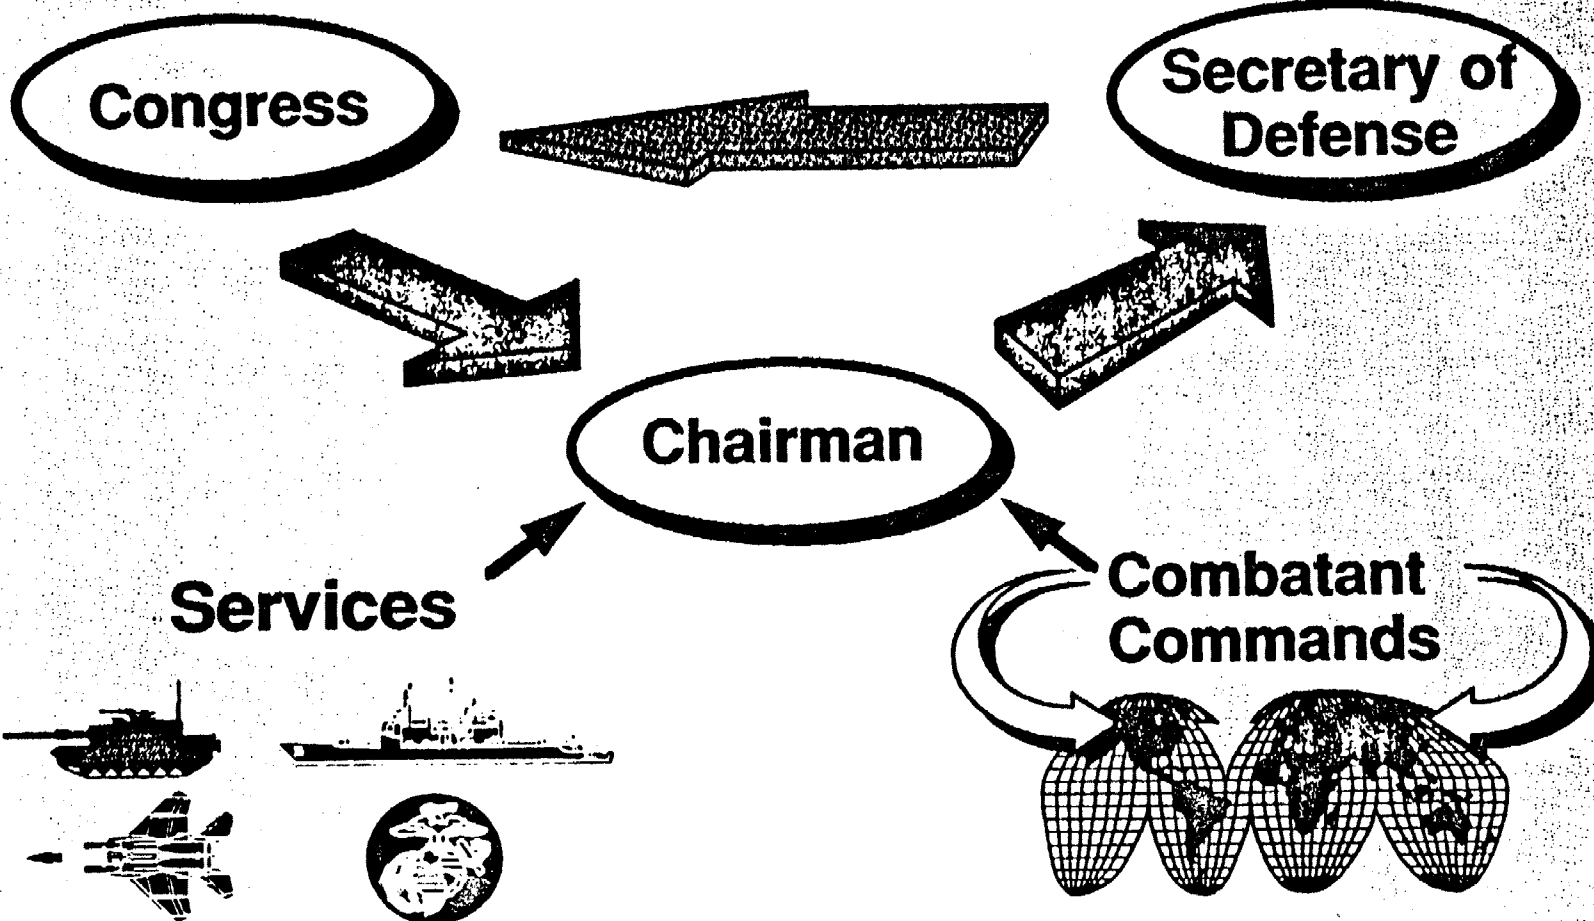 Congress
Secretary of
Defense
Chairman
Services
Combatant
Commands